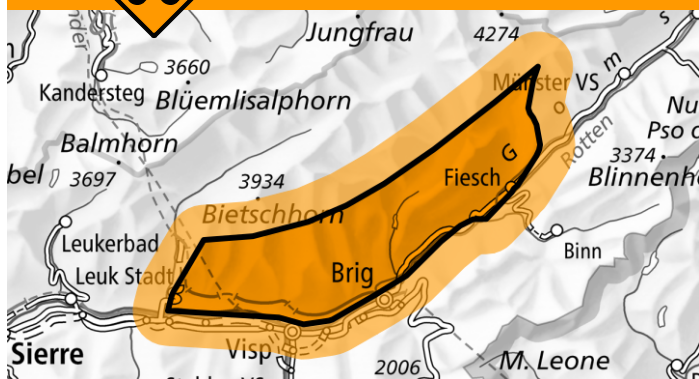 Jungfrau
4274
3660
Kandersteg
Blüemlisalphorn
Münster VS
m
s
Balmhorn
3697
Rotten
3374
Blinnenh
bel
G
Fiesch
3934
Bietschhorn
Leukerbad
Leuk Stadt
Binn
Brig
Sierre
Visp
2006
M. Leone
Nu
Pso d